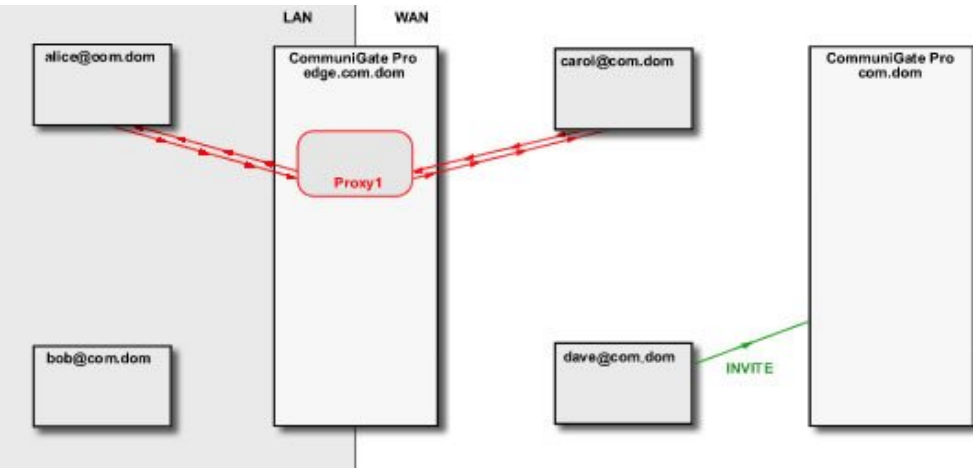 LAN WAN
alice@com.dom
CommuniGate Pro
edge.com.dom
carol@com.dom
CommuniGate Pro
com.dom
Proxy1
bob@com.dom
dave@com.dom
INVITE